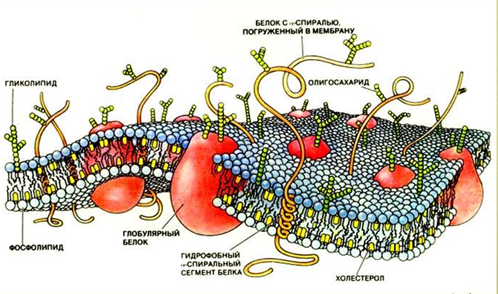 БЕЛОК С α-СПИРАЛЬЮ,
ПОГРУЖЕННЫЙ В МЕМБРАНУ
ГЛИКОЛИПИД
ОЛИГОСАХАРИД
ФОСФОЛИПИД
ГЛОБУЛЯРНЫЙ
БЕЛОК
ГИДРОФОБНЫЙ
α-СПИРАЛЬНЫЙ
СЕГМЕНТ БЕЛКА
ХОЛЕСТЕРОЛ